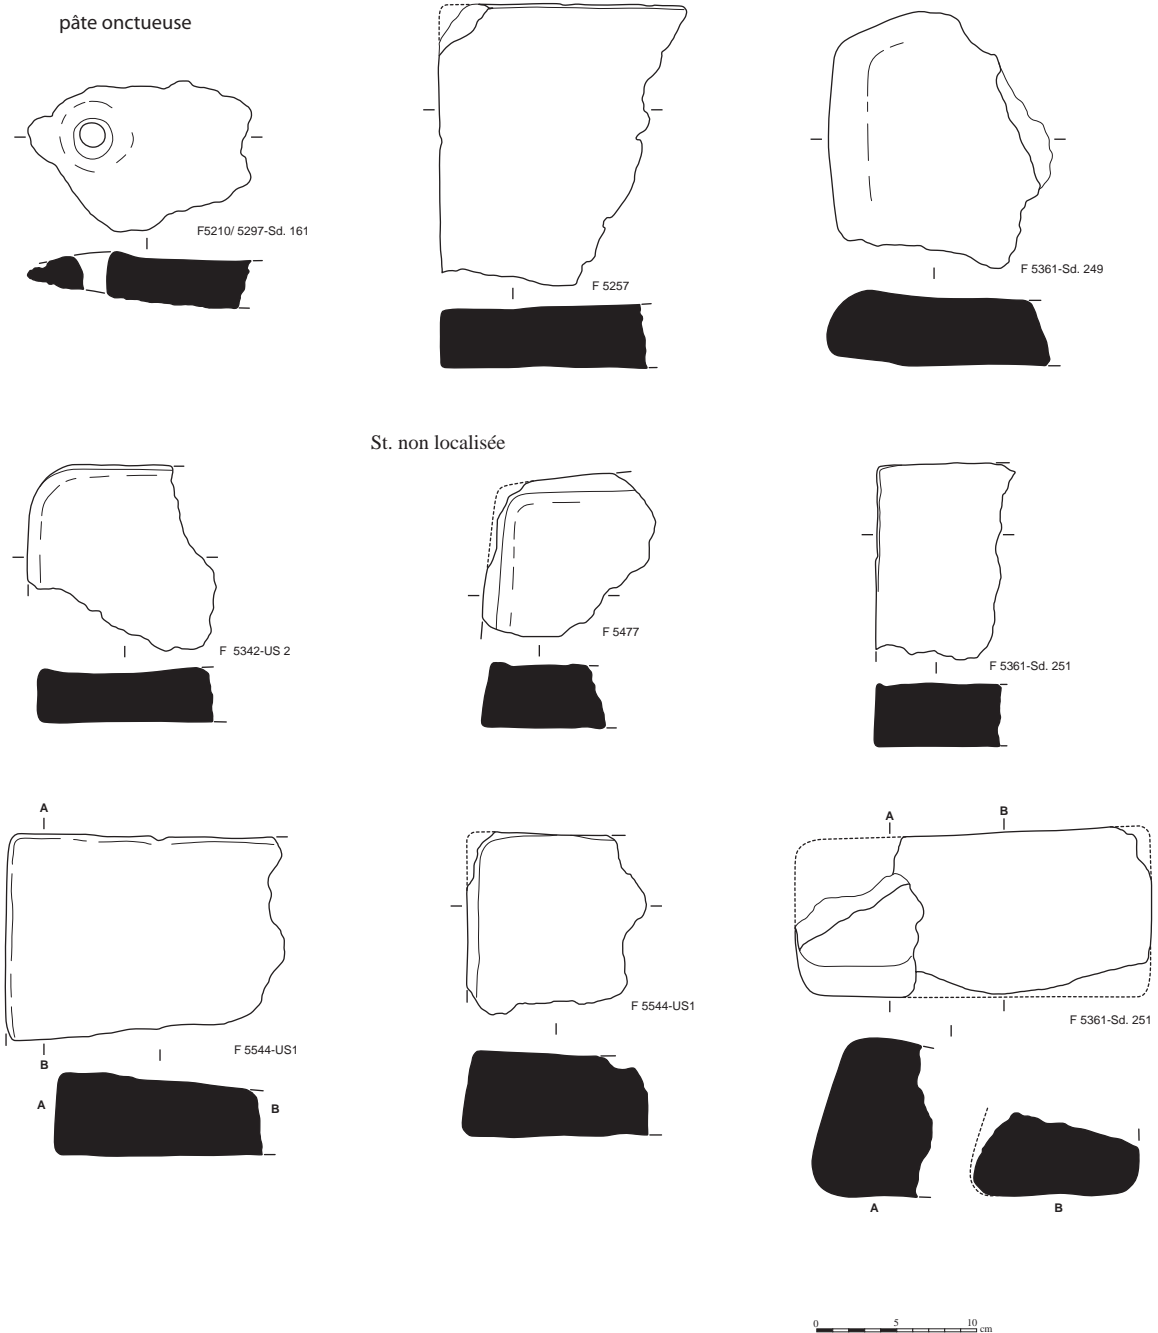 pâte onctueuse
F5210/ 5297-Sd. 161
F 5257
F 5361-Sd. 249
St. non localisée
F 5342-US 2
F 5477
F 5361-Sd. 251
A
B
F 5544-US1
A
B
F 5544-US1
A
B
F 5361-Sd. 251
A
B
0 5 10
cm